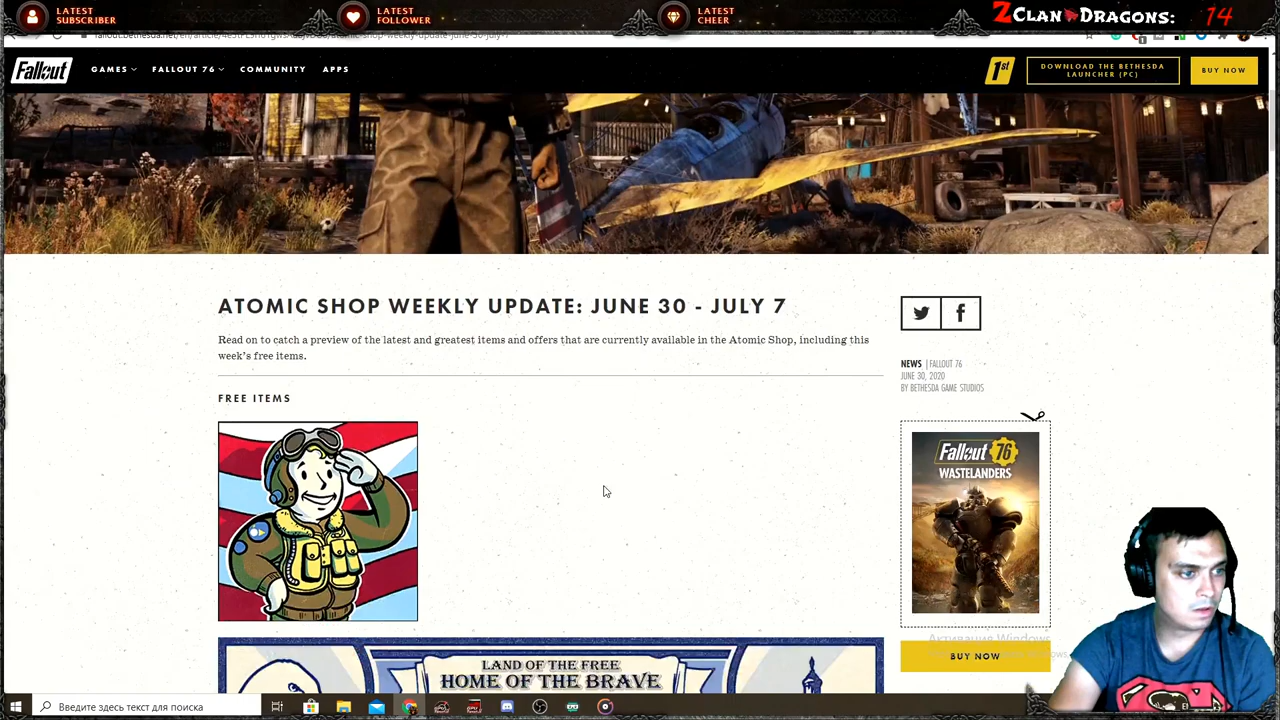 LATEST
SUBSCRIBER
LATEST
FOLLOWER
LATEST
CHEER
ZCLAN DRAGONS: 14
Fallout
GAMES
FALLOUT 76
COMMUNITY
APPS
1st
DOWNLOAD THE BETHESDA
LAUNCHER (PC)
BUY NOW
ATOMIC SHOP WEEKLY UPDATE: JUNE 30 - JULY 7
Read on to catch a preview of the latest and greatest items and offers that are currently available in the Atomic Shop, including this
week's free items.
FREE ITEMS
NEWS | FALLOUT 76
JUNE 30, 2020
BY BETHESDA GAME STUDIOS
Fallout 76
WASTELANDERS
Активация Windows
BUY NOW
LAND OF THE FREE
HOME OF THE BRAVE
Введите здесь текст для поиска